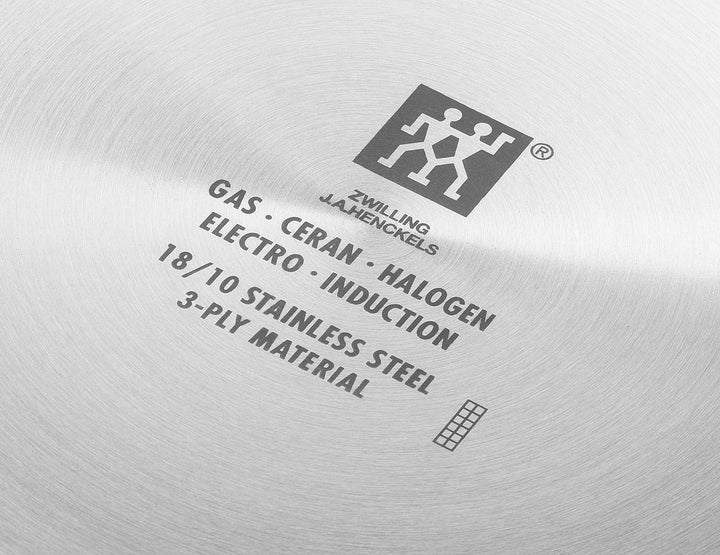 ®
ZWILLING
J.A.HENCKELS
GAS · CERAN · HALOGEN
ELECTRO · INDUCTION
18/10 STAINLESS STEEL
3-PLY MATERIAL